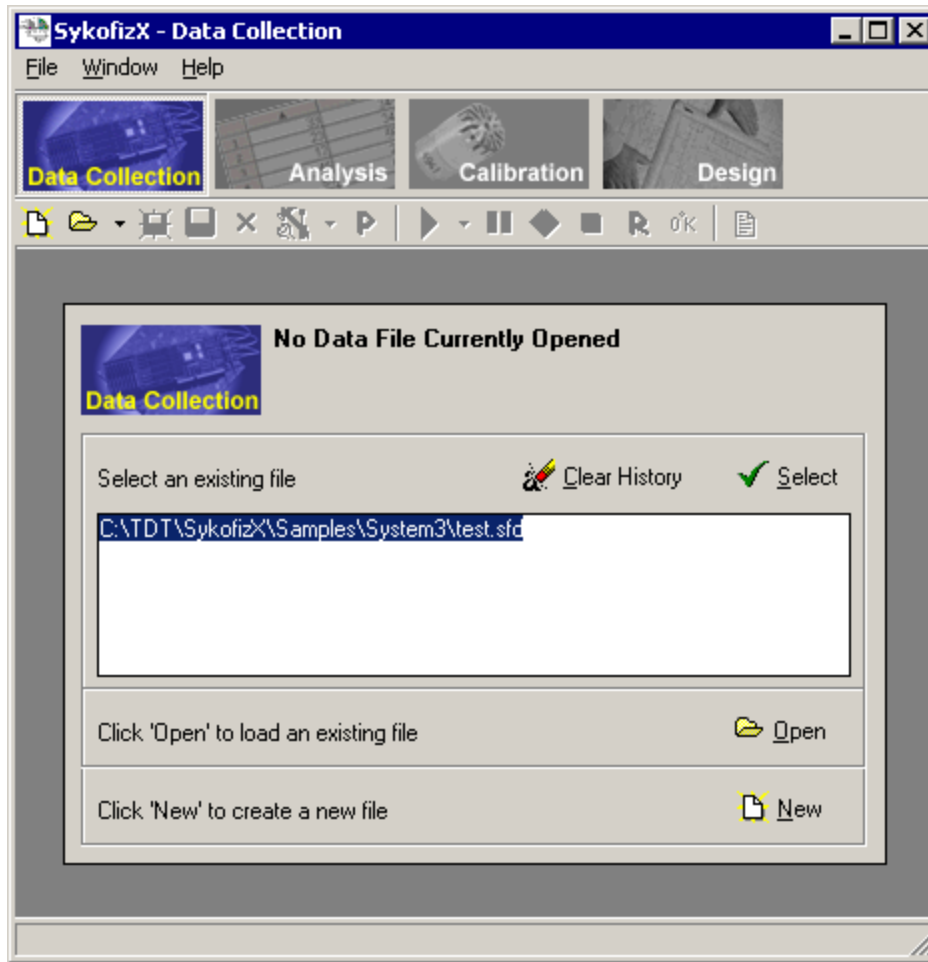 SykofizX - Data Collection
File Window Help
Data Collection Analysis Calibration Design
P R OK
No Data File Currently Opened
Data Collection
Select an existing file Clear History Select
C:\TDT\SykofizX\Samples\System3\test.sfd
Click 'Open' to load an existing file Open
Click 'New' to create a new file New